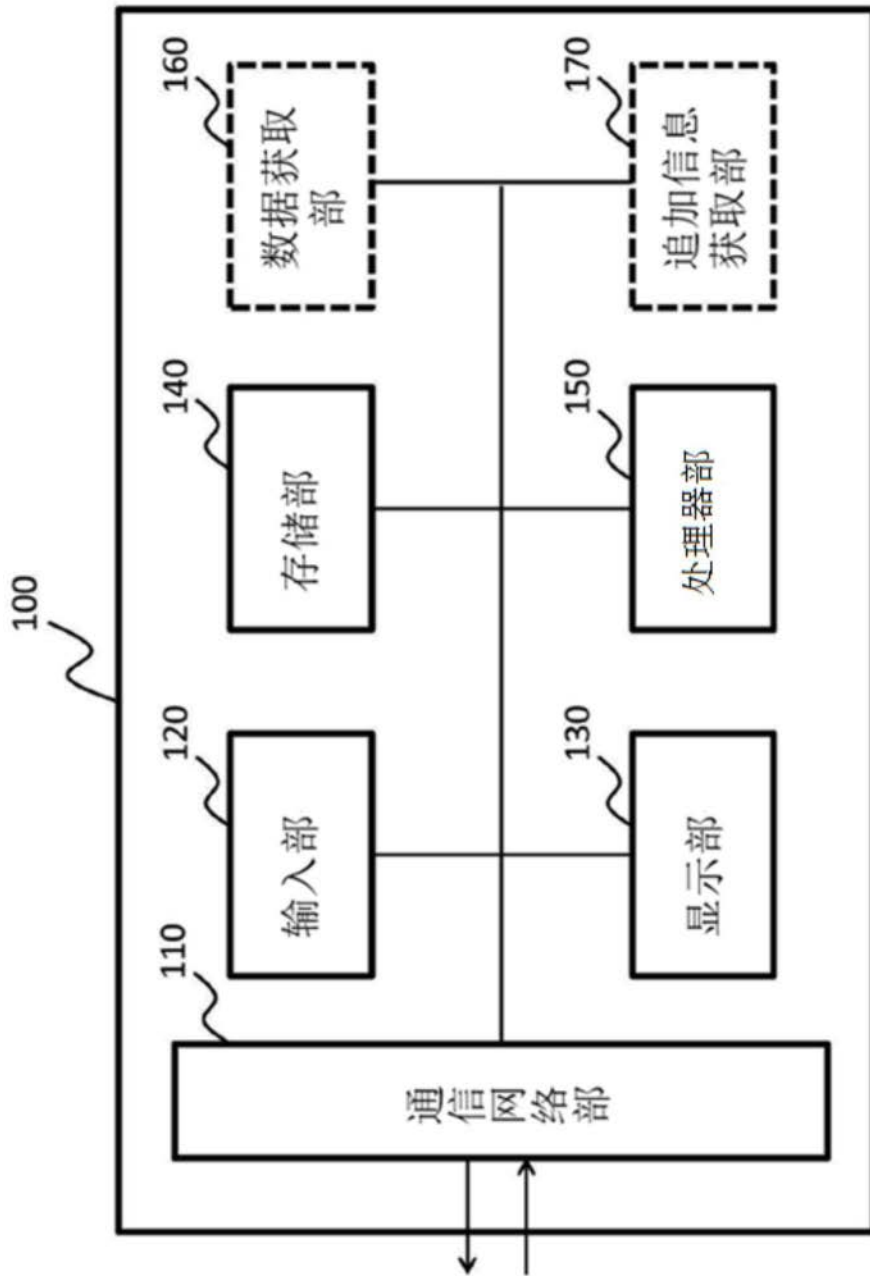 100
110
通信网络部
120
输入部
130
显示部
140
存储部
150
处理器部
160
数据获取
部
170
追加信息
获取部